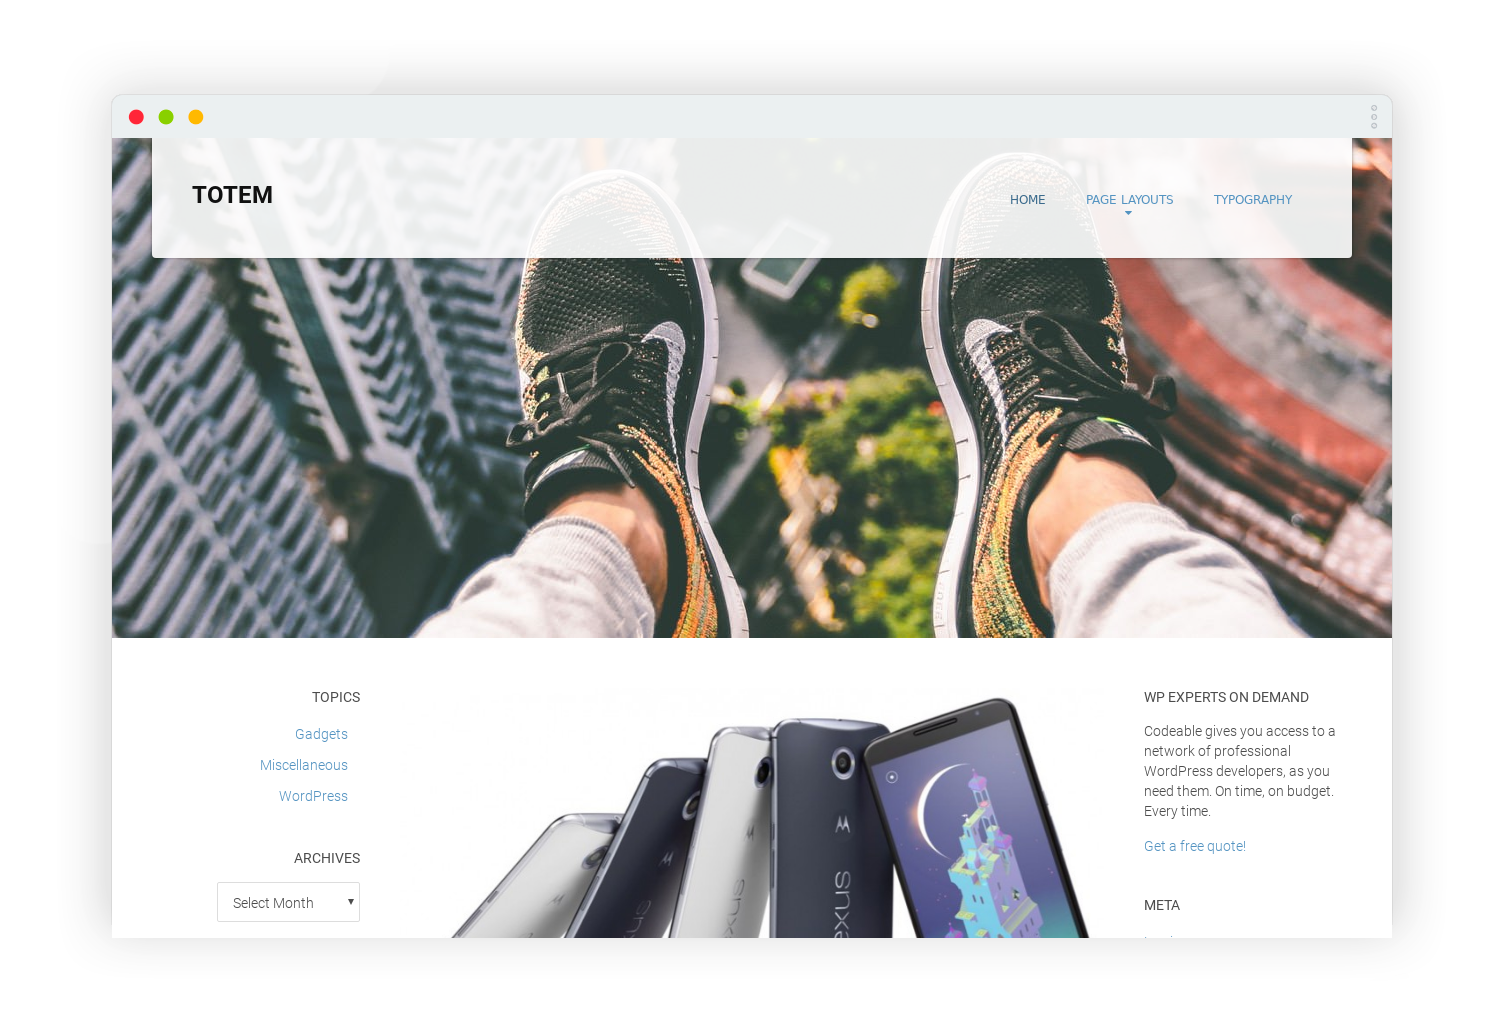 TOTEM
HOME
PAGE LAYOUTS
TYPOGRAPHY
TOPICS
Gadgets
Miscellaneous
WordPress
ARCHIVES
Select Month
WP EXPERTS ON DEMAND
Codeable gives you access to a
network of professional
WordPress developers, as you
need them. On time, on budget.
Every time.
Get a free quote!
META